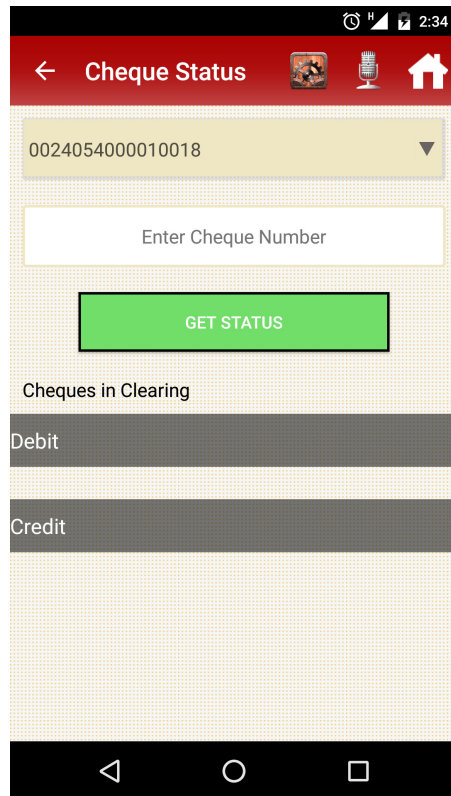 H 2:34
Cheque Status
0024054000010018
Enter Cheque Number
GET STATUS
Cheques in Clearing
Debit
Credit